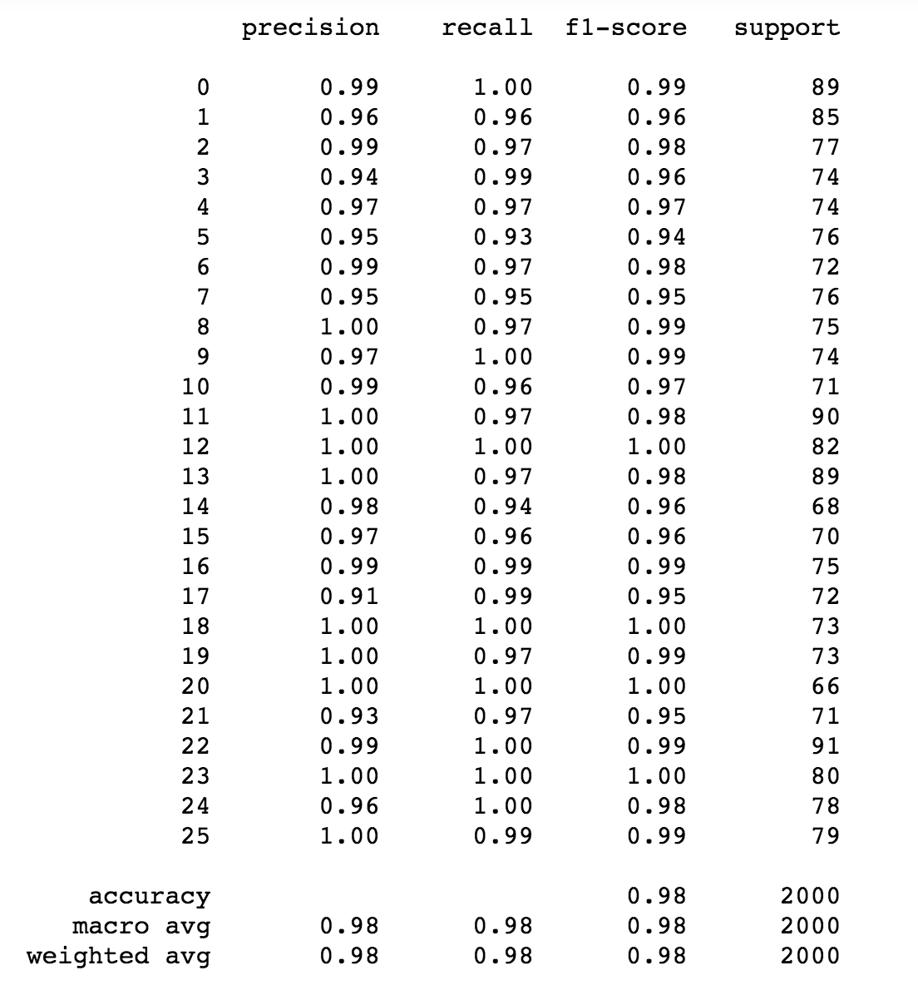 precision recall f1-score support
0 0.99 1.00 0.99 89
1 0.96 0.96 0.96 85
2 0.99 0.97 0.98 77
3 0.94 0.99 0.96 74
4 0.97 0.97 0.97 74
5 0.95 0.93 0.94 76
6 0.99 0.97 0.98 72
7 0.95 0.95 0.95 76
8 1.00 0.97 0.99 75
9 0.97 1.00 0.99 74
10 0.99 0.96 0.97 71
11 1.00 0.97 0.98 90
12 1.00 1.00 1.00 82
13 1.00 0.97 0.98 89
14 0.98 0.94 0.96 68
15 0.97 0.96 0.96 70
16 0.99 0.99 0.99 75
17 0.91 0.99 0.95 72
18 1.00 1.00 1.00 73
19 1.00 0.97 0.99 73
20 1.00 1.00 1.00 66
21 0.93 0.97 0.95 71
22 0.99 1.00 0.99 91
23 1.00 1.00 1.00 80
24 0.96 1.00 0.98 78
25 1.00 0.99 0.99 79
accuracy 0.98 2000
macro avg 0.98 0.98 0.98 2000
weighted avg 0.98 0.98 0.98 2000